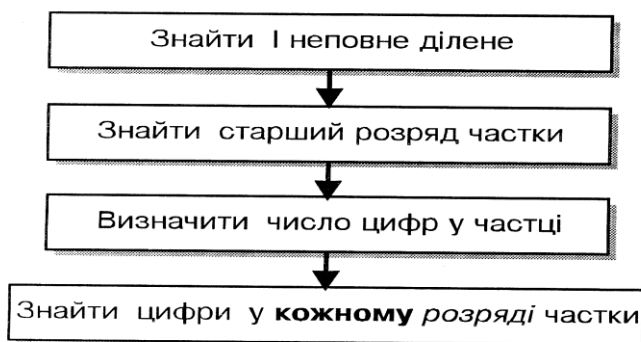 Знайти І неповне ділене
Знайти старший розряд частки
Визначити число цифр у частці
Знайти цифри у кожному розряді частки